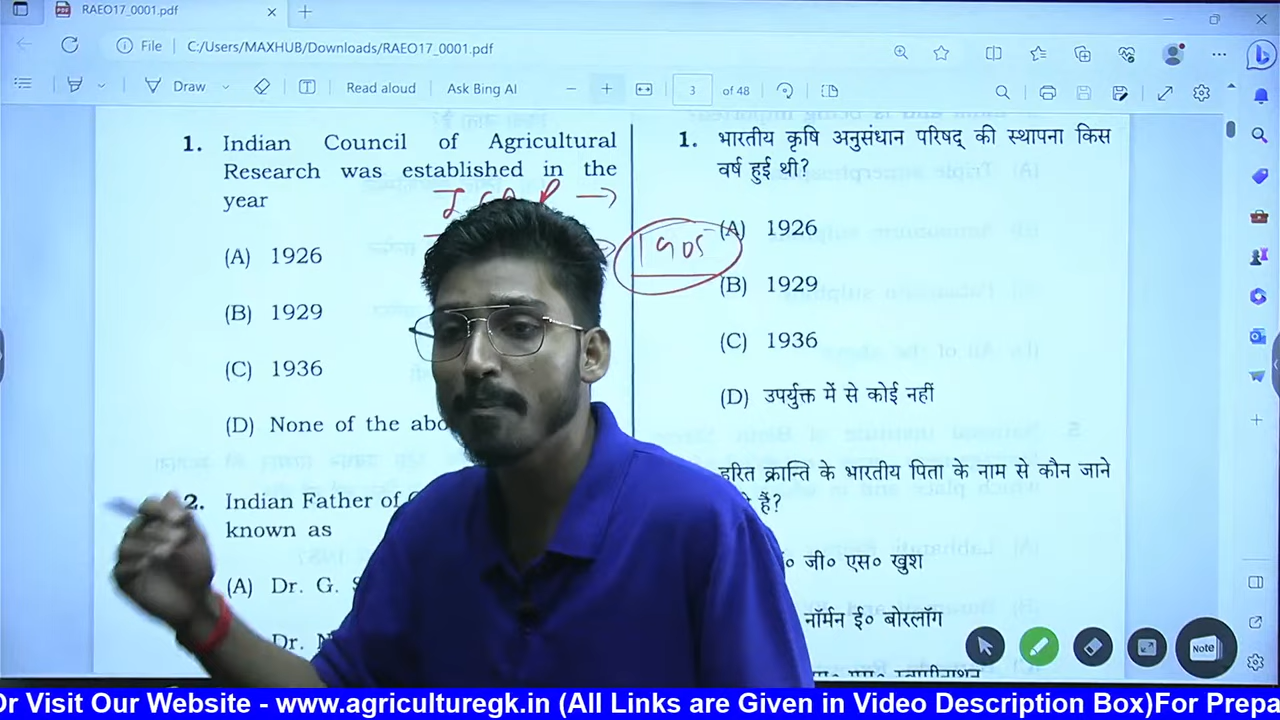 RAEO17_0001.pdf
File
C:/Users/MAXHUB/Downloads/RAEO17_0001.pdf
Draw
Read aloud
Ask Bing AI
3 of 48
1. Indian Council of Agricultural
Research was established in the
year
(A) 1926
(B) 1929
(C) 1936
(D) None of the
2. Indian Father of
known as
(A) Dr. G.
Dr.
1905
1. भारतीय कृषि अनुसंधान परिषद् की स्थापना किस
वर्ष हुई थी?
(A) 1926
(B) 1929
(C) 1936
(D) उपर्युक्त में से कोई नहीं
हरित क्रान्ति के भारतीय पिता के नाम से कौन जाने
हैं?
जी० एस० खुश
नॉर्मन ई० बोरलॉग
Note
Or Visit Our Website - www.agriculturegk.in (All Links are Given in Video Description Box)For Prepa